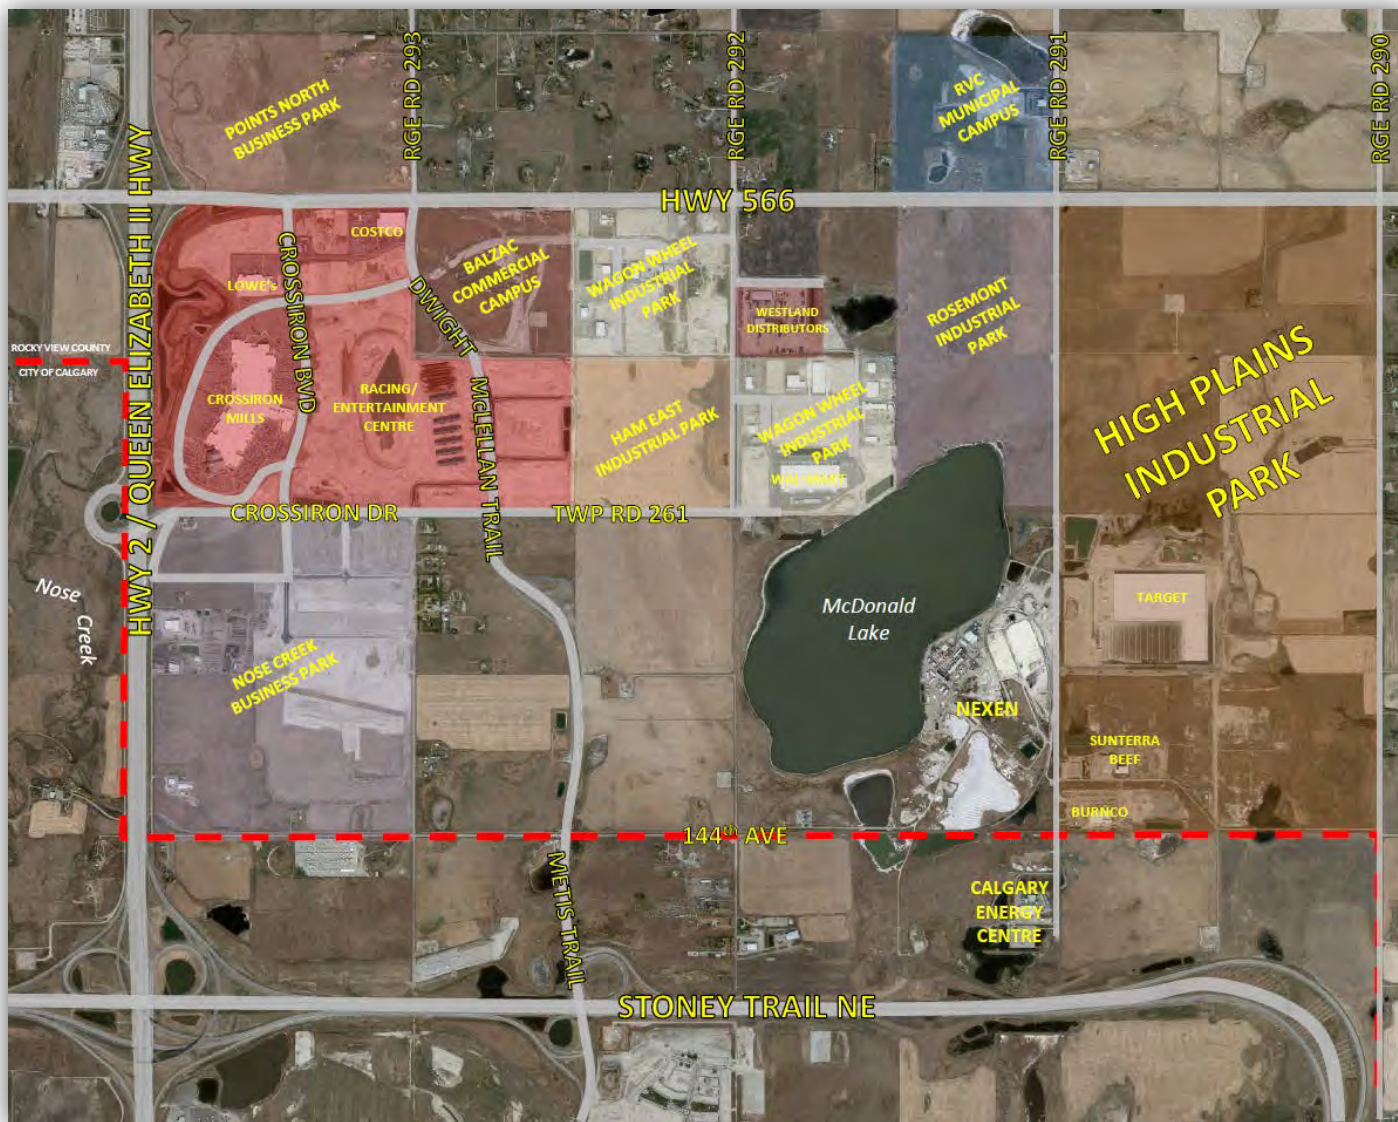 RGE RD 293
RGE RD 292
RGE RD 291
RGE RD 290
POINTS NORTH
BUSINESS PARK
RVC
MUNICIPAL
CAMPUS
HWY 566
HWY 2 / QUEEN ELIZABETH II HWY
COSTCO
CROSSIRON BVD
LOWE's
BALZAC
COMMERCIAL
CAMPUS
DWIGHT
MCLELLAN TRAIL
WAGON WHEEL
INDUSTRIAL
PARK
WESTLAND
DISTRIBUTORS
ROSEMONT
INDUSTRIAL
PARK
ROCKY VIEW COUNTY
CITY OF CALGARY
CROSSIRON
MILLS
RACING/
ENTERTAINMENT
CENTRE
HAM EAST
INDUSTRIAL PARK
WAGON WHEEL
INDUSTRIAL
PARK
WAL-MART
HIGH PLAINS
INDUSTRIAL
PARK
CROSSIRON DR
TWP RD 261
Nose
Creek
McDonald
Lake
TARGET
NOSE CREEK
BUSINESS PARK
NEXEN
SUNTERRA
BEEF
BURNCO
144th AVE
METIS TRAIL
CALGARY
ENERGY
CENTRE
STONEY TRAIL NE